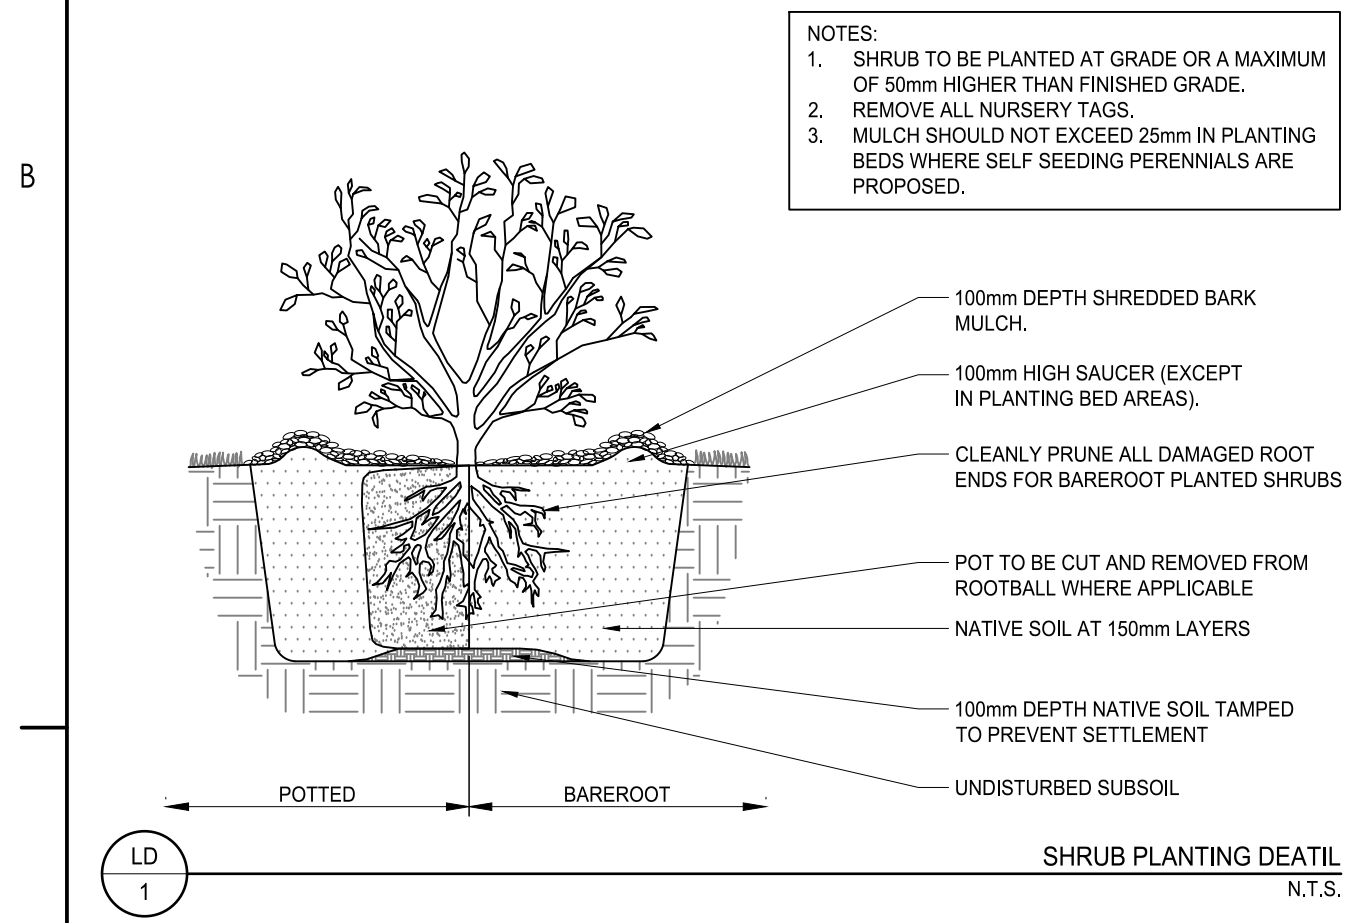 NOTES:
1. SHRUB TO BE PLANTED AT GRADE OR A MAXIMUM
OF 50mm HIGHER THAN FINISHED GRADE.
2. REMOVE ALL NURSERY TAGS.
3. MULCH SHOULD NOT EXCEED 25mm IN PLANTING
BEDS WHERE SELF SEEDING PERENNIALS ARE
PROPOSED.
B
100mm DEPTH SHREDDED BARK
MULCH.
100mm HIGH SAUCER (EXCEPT
IN PLANTING BED AREAS).
CLEANLY PRUNE ALL DAMAGED ROOT
ENDS FOR BAREROOT PLANTED SHRUBS
POT TO BE CUT AND REMOVED FROM
ROOTBALL WHERE APPLICABLE
NATIVE SOIL AT 150mm LAYERS
100mm DEPTH NATIVE SOIL TAMPED
TO PREVENT SETTLEMENT
UNDISTURBED SUBSOIL
POTTED
BAREROOT
LD
1
SHRUB PLANTING DEATIL
N.T.S.